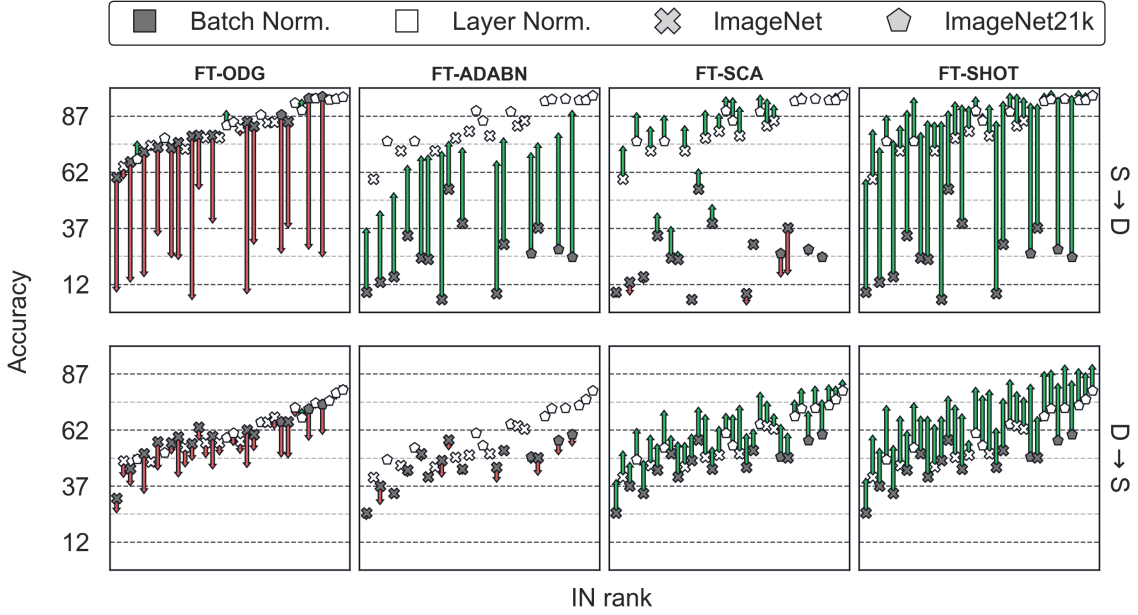 Batch Norm. Layer Norm. ImageNet ImageNet21k
FT-ODG FT-ADABN FT-SCA FT-SHOT
87
62
37
12
S → D
87
62
37
12
D → S
Accuracy
IN rank